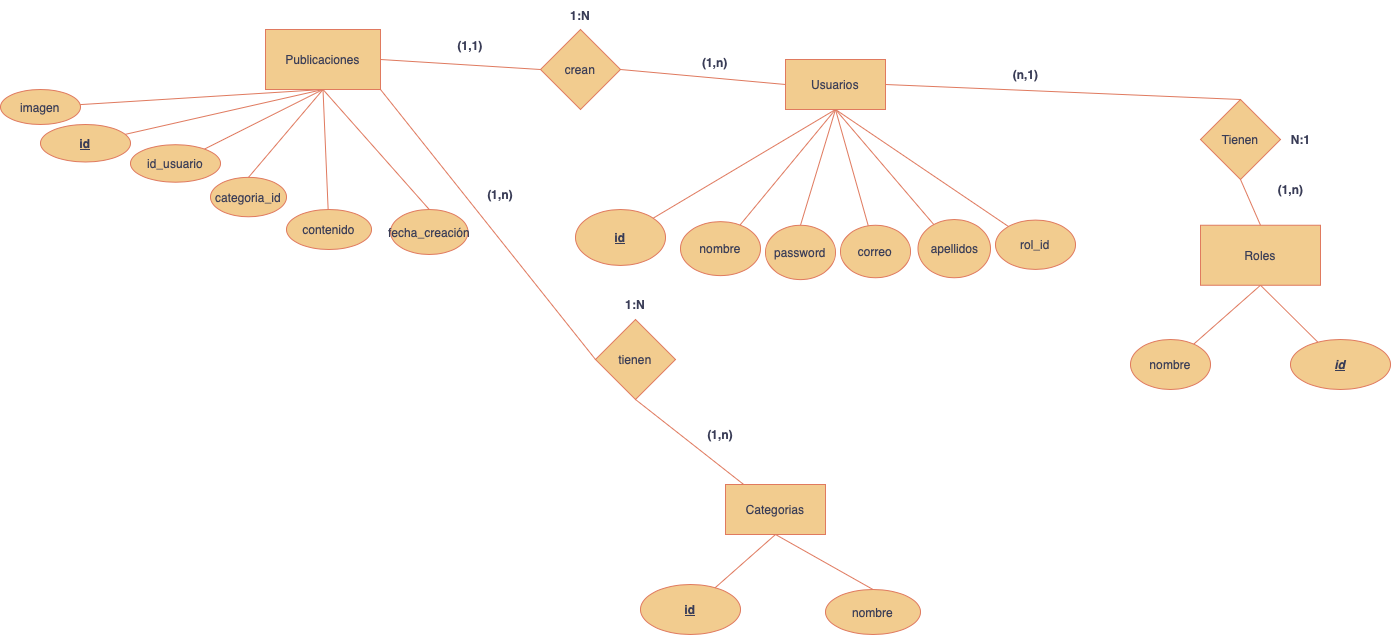 1:N
Publicaciones
(1,1)
crean
(1,n)
Usuarios
(n,1)
imagen
id
id_usuario
categoria_id
contenido
fecha_creación
(1,n)
Tienen
N:1
(1,n)
id
nombre
password
correo
apellidos
rol_id
Roles
1:N
tienen
nombre
id
(1,n)
Categorias
id
nombre